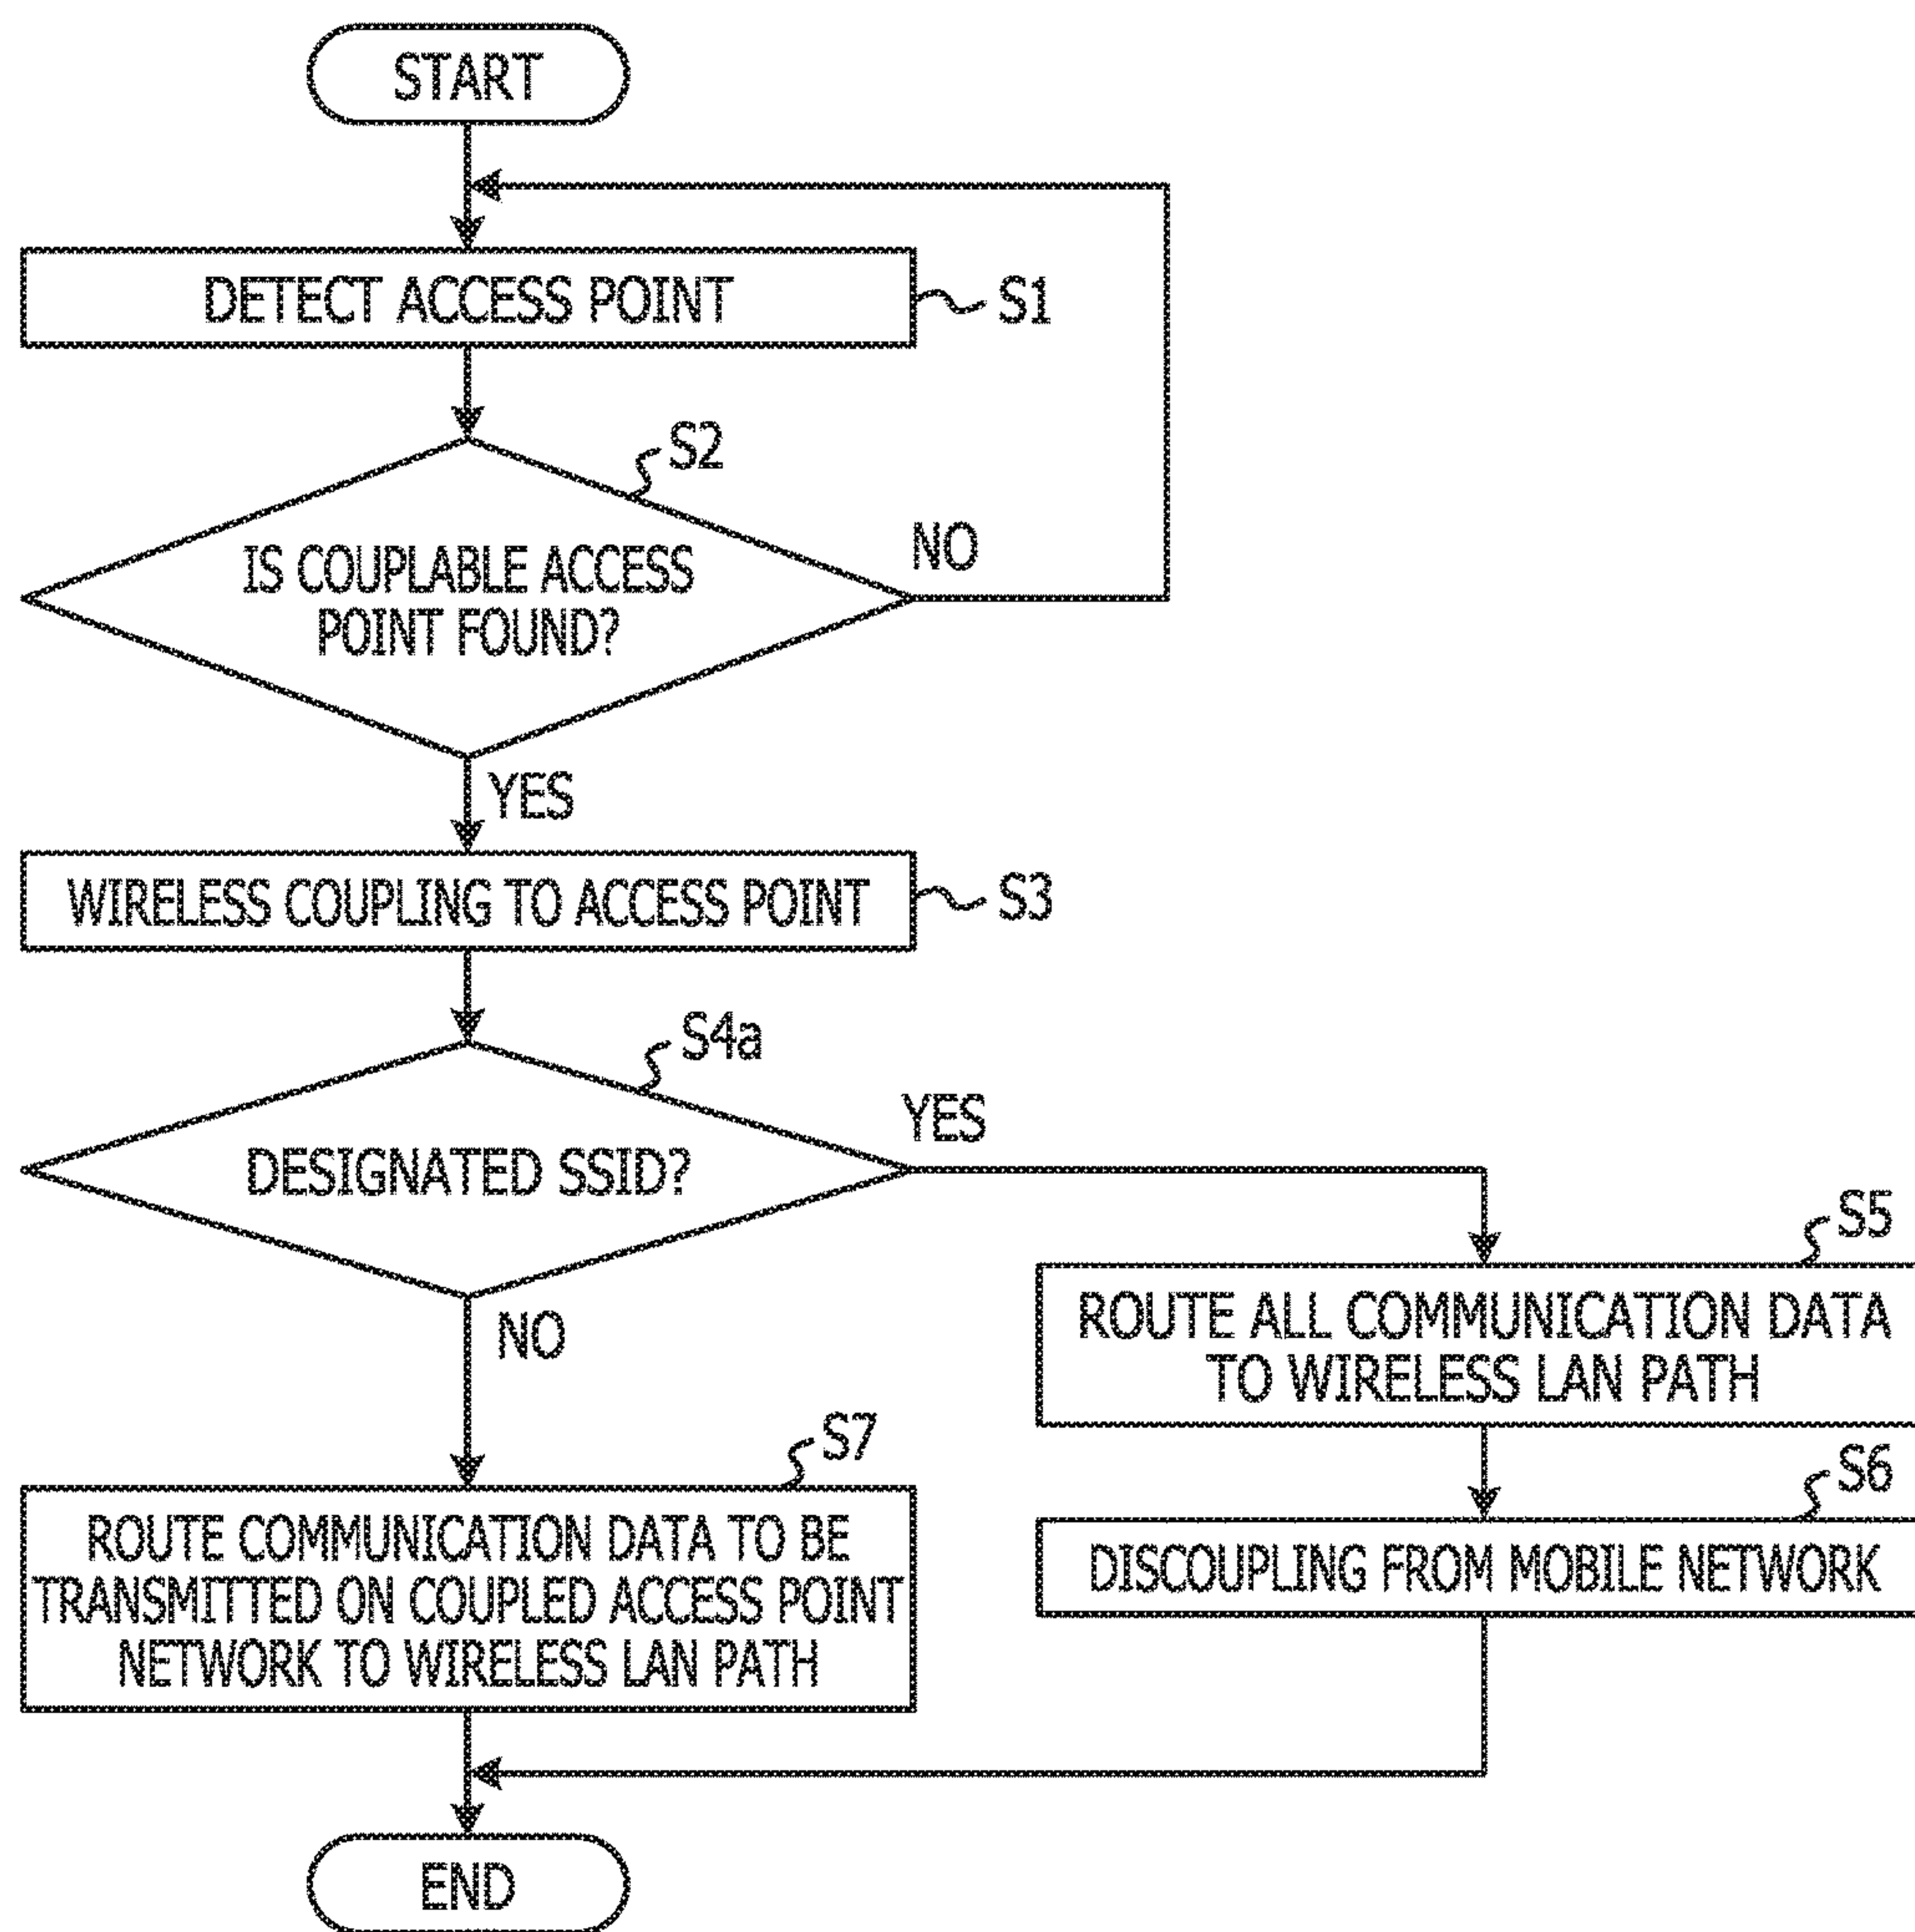 START
DETECT ACCESS POINT
S1
S2
IS COUPLABLE ACCESS
POINT FOUND?
NO
YES
WIRELESS COUPLING TO ACCESS POINT
S3
S4a
DESIGNATED SSID?
YES
NO
S5
ROUTE ALL COMMUNICATION DATA
TO WIRELESS LAN PATH
S6
DISCOUPLING FROM MOBILE NETWORK
S7
ROUTE COMMUNICATION DATA TO BE
TRANSMITTED ON COUPLED ACCESS POINT
NETWORK TO WIRELESS LAN PATH
END